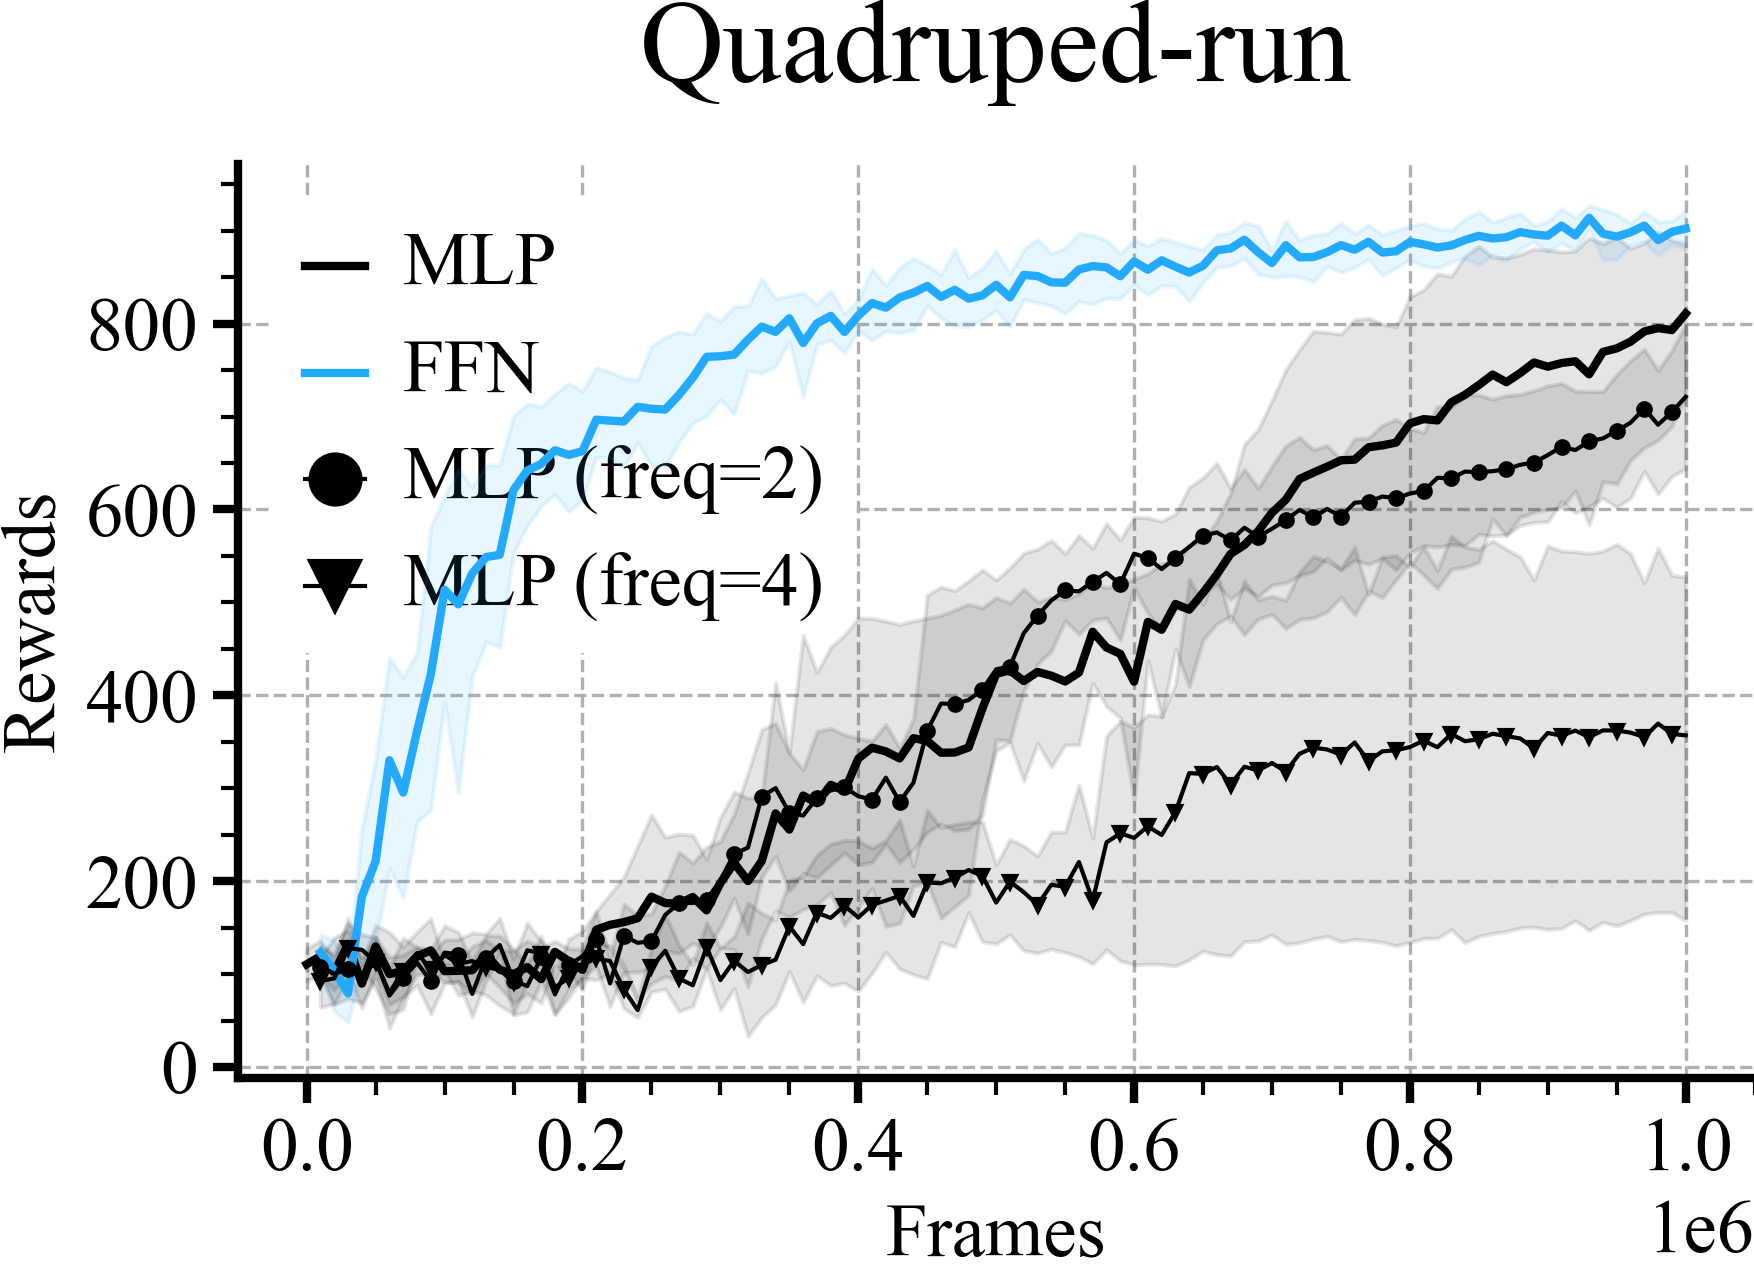 Quadruped-run
MLP
FFN
MLP (freq=2)
MLP (freq=4)
Rewards
800
600
400
200
0
0.0 0.2 0.4 0.6 0.8 1.0
Frames
1e6